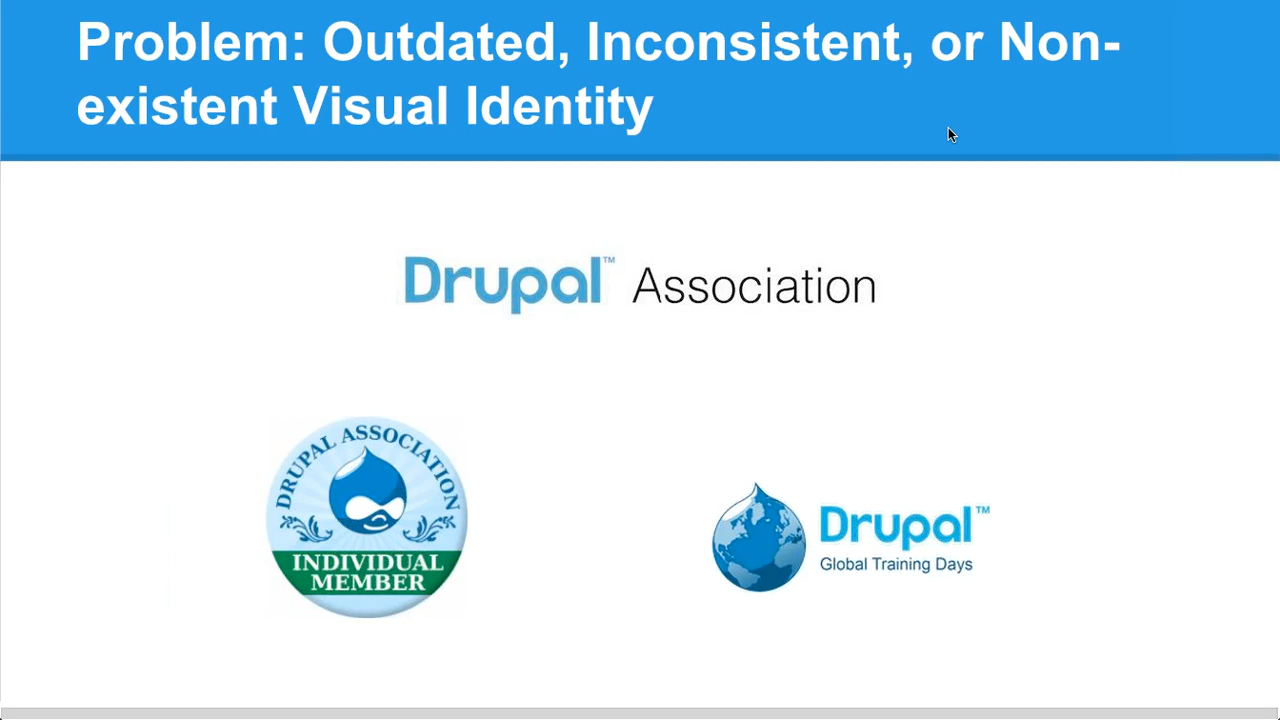 Problem: Outdated, Inconsistent, or Non-
existent Visual Identity
Drupal™ Association
DRUPAL ASSOCIATION
INDIVIDUAL
MEMBER
Drupal™
Global Training Days